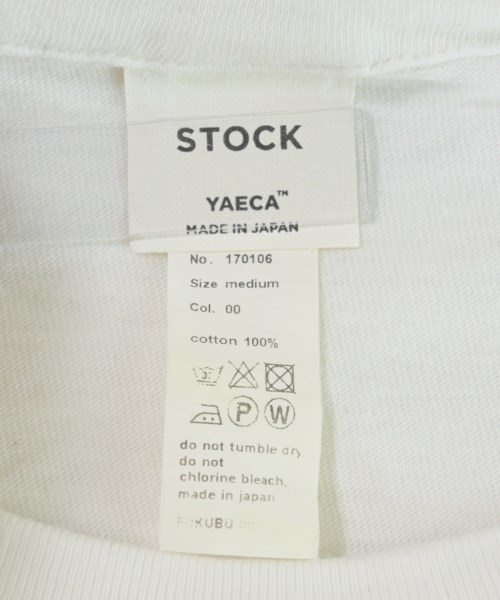 STOCK
YAECA™
MADE IN JAPAN
No. 170106
Size medium
Col. 00
cotton 100%
P W
do not tumble dry
do not
chlorine bleach.
made in japan